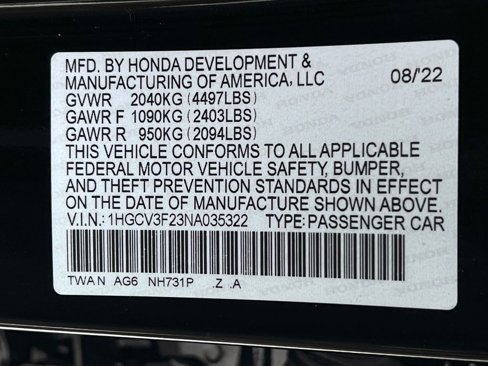 MFD. BY HONDA DEVELOPMENT &
MANUFACTURING OF AMERICA, LLC 08/'22
GVWR 2040KG (4497LBS)
GAWR F 1090KG (2403LBS)
GAWR R 950KG (2094LBS)
THIS VEHICLE CONFORMS TO ALL APPLICABLE
FEDERAL MOTOR VEHICLE SAFETY, BUMPER,
AND THEFT PREVENTION STANDARDS IN EFFECT
ON THE DATE OF MANUFACTURE SHOWN ABOVE.
V.I.N.: 1HGCV3F23NA035322 TYPE: PASSENGER CAR
TWA N AG6 NH731P .Z .A